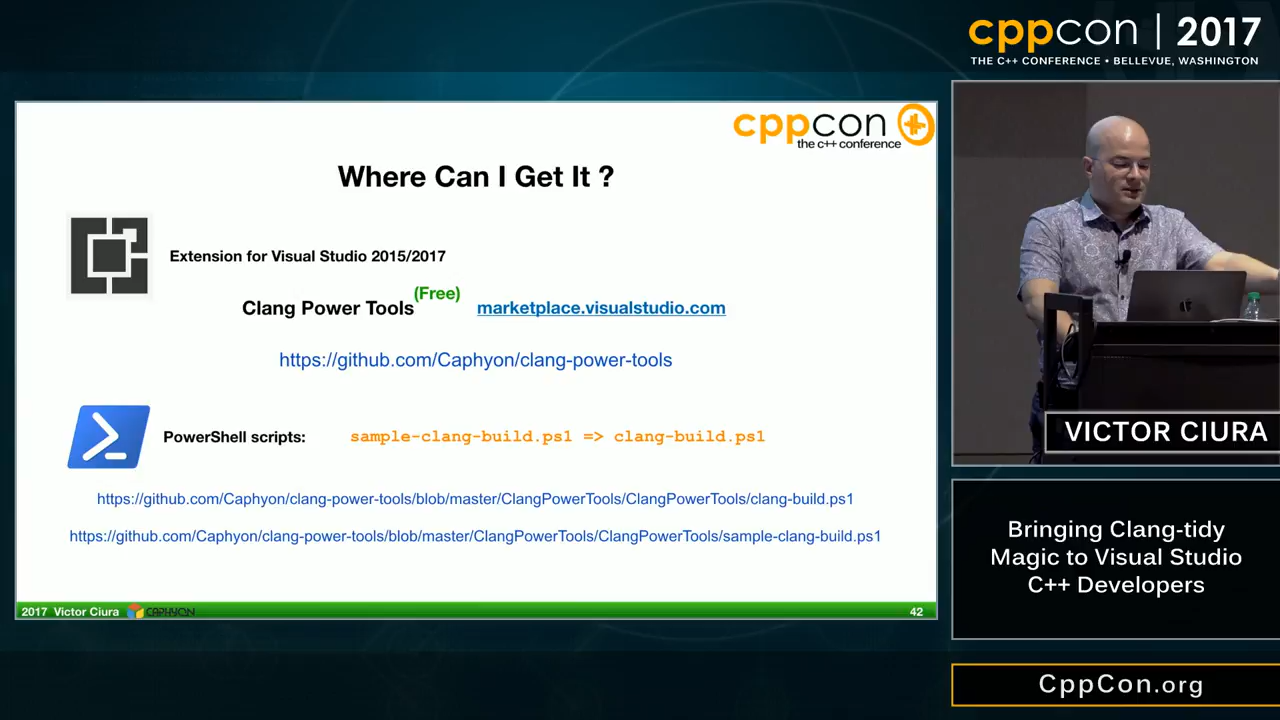 cppcon | 2017
THE C++ CONFERENCE • BELLEVUE, WASHINGTON
cppcon
the c++ conference
Where Can I Get It ?
Extension for Visual Studio 2015/2017
Clang Power Tools (Free) marketplace.visualstudio.com
https://github.com/Caphyon/clang-power-tools
PowerShell scripts: sample-clang-build.ps1 => clang-build.ps1
https://github.com/Caphyon/clang-power-tools/blob/master/ClangPowerTools/ClangPowerTools/clang-build.ps1
https://github.com/Caphyon/clang-power-tools/blob/master/ClangPowerTools/ClangPowerTools/sample-clang-build.ps1
2017 Victor Ciura CAPHYON 42
VICTOR CIURA
Bringing Clang-tidy
Magic to Visual Studio
C++ Developers
CppCon.org